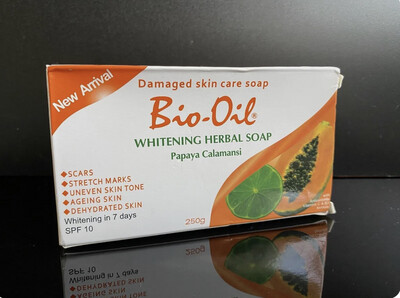 New Arrival
Damaged skin care soap
Bio-Oil®
WHITENING HERBAL SOAP
Papaya Calamansi
◆SCARS
◆STRETCH MARKS
◆UNEVEN SKIN TONE
◆AGEING SKIN
◆DEHYDRATED SKIN
Whitening in 7 days
SPF 10
250g